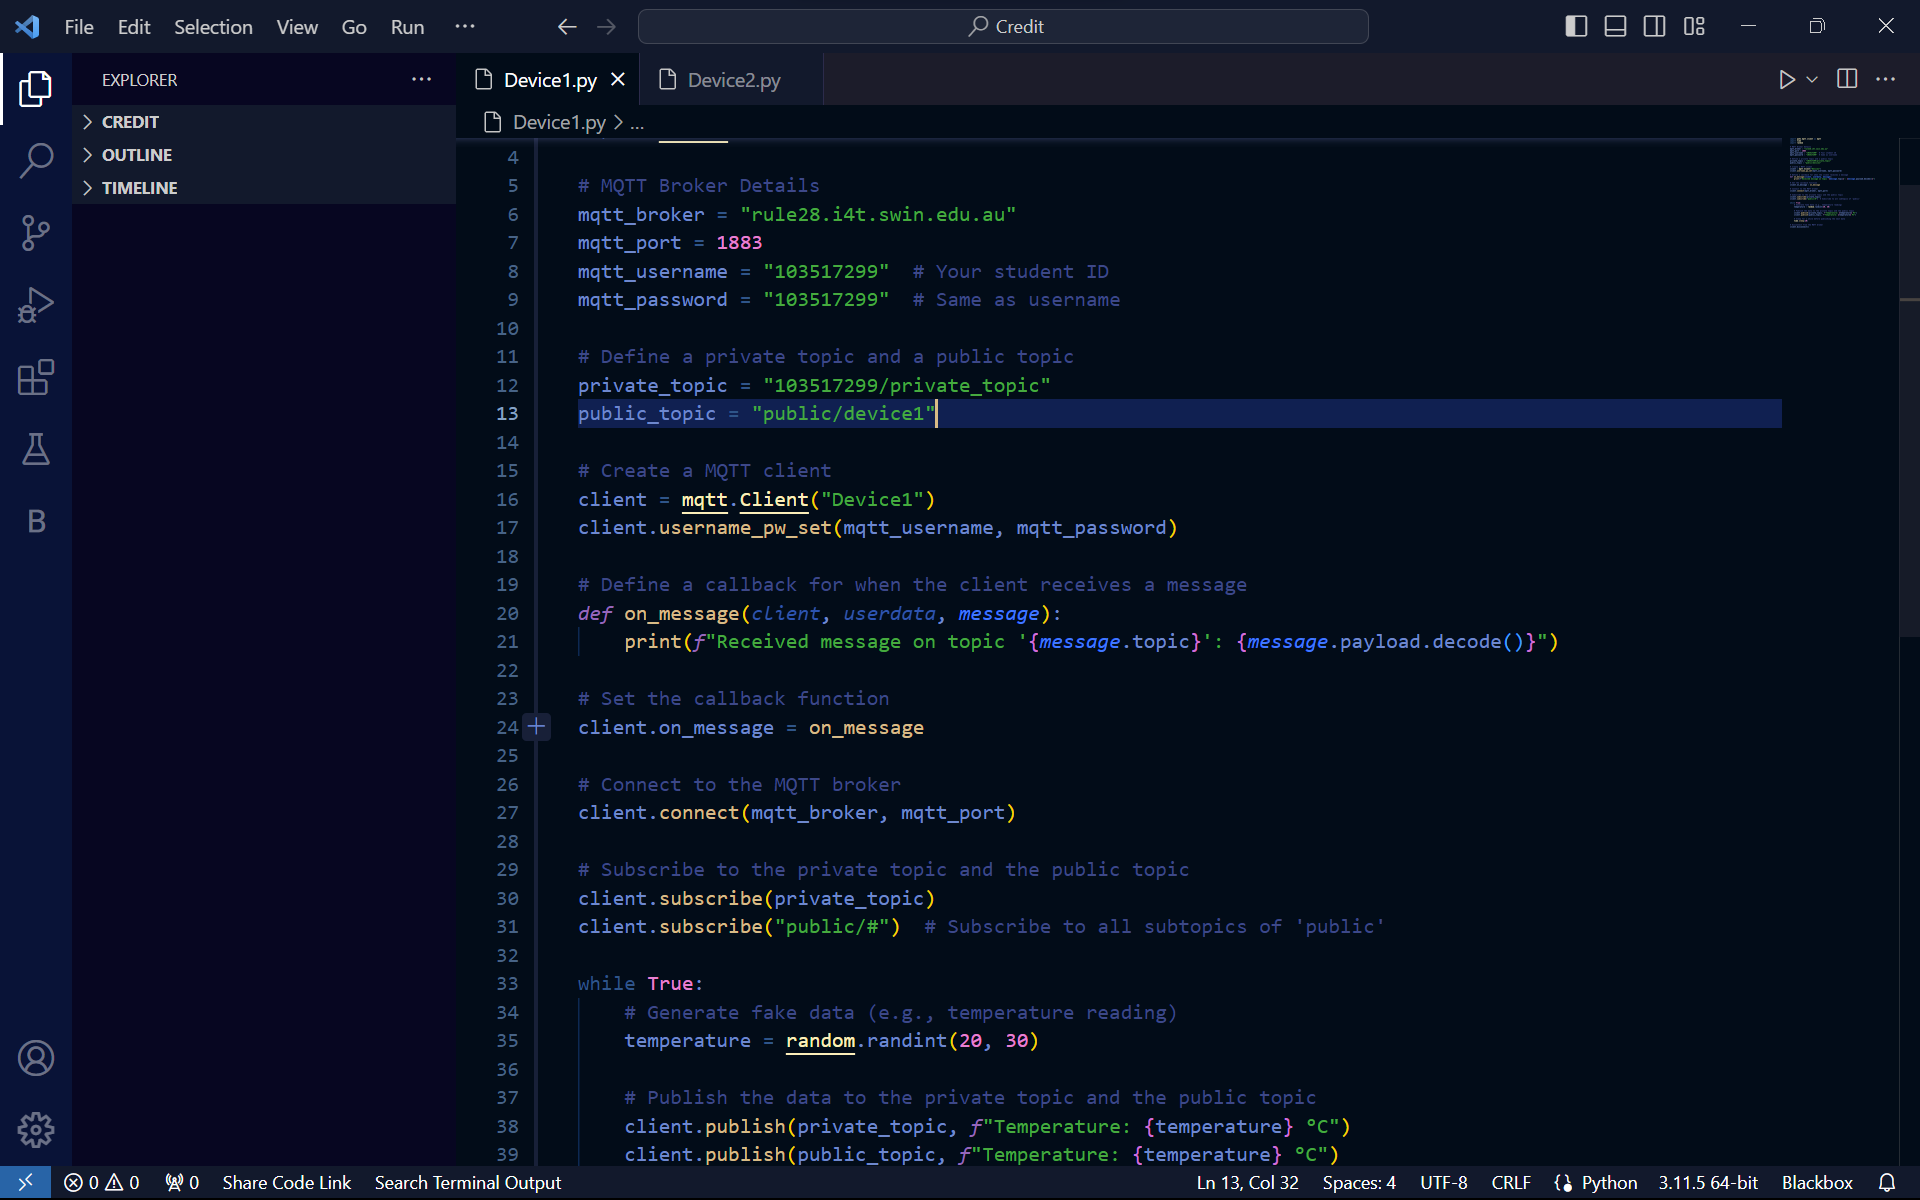 File Edit Selection View Go Run ···
Credit
EXPLORER ···
Device1.py
Device2.py
CREDIT
OUTLINE
TIMELINE
Device1.py > ...
4
5 # MQTT Broker Details
6 mqtt_broker = "rule28.i4t.swin.edu.au"
7 mqtt_port = 1883
8 mqtt_username = "103517299"  # Your student ID
9 mqtt_password = "103517299"  # Same as username
10
11 # Define a private topic and a public topic
12 private_topic = "103517299/private_topic"
13 public_topic = "public/device1"
14
15 # Create a MQTT client
16 client = mqtt.Client("Device1")
17 client.username_pw_set(mqtt_username, mqtt_password)
18
19 # Define a callback for when the client receives a message
20 def on_message(client, userdata, message):
21     print(f"Received message on topic '{message.topic}': {message.payload.decode()}")
22
23 # Set the callback function
24 client.on_message = on_message
25
26 # Connect to the MQTT broker
27 client.connect(mqtt_broker, mqtt_port)
28
29 # Subscribe to the private topic and the public topic
30 client.subscribe(private_topic)
31 client.subscribe("public/#")  # Subscribe to all subtopics of 'public'
32
33 while True:
34     # Generate fake data (e.g., temperature reading)
35     temperature = random.randint(20, 30)
36
37     # Publish the data to the private topic and the public topic
38     client.publish(private_topic, f"Temperature: {temperature} °C")
39     client.publish(public_topic, f"Temperature: {temperature} °C")
B
0 0 0 Share Code Link Search Terminal Output Ln 13, Col 32 Spaces: 4 UTF-8 CRLF Python 3.11.5 64-bit Blackbox